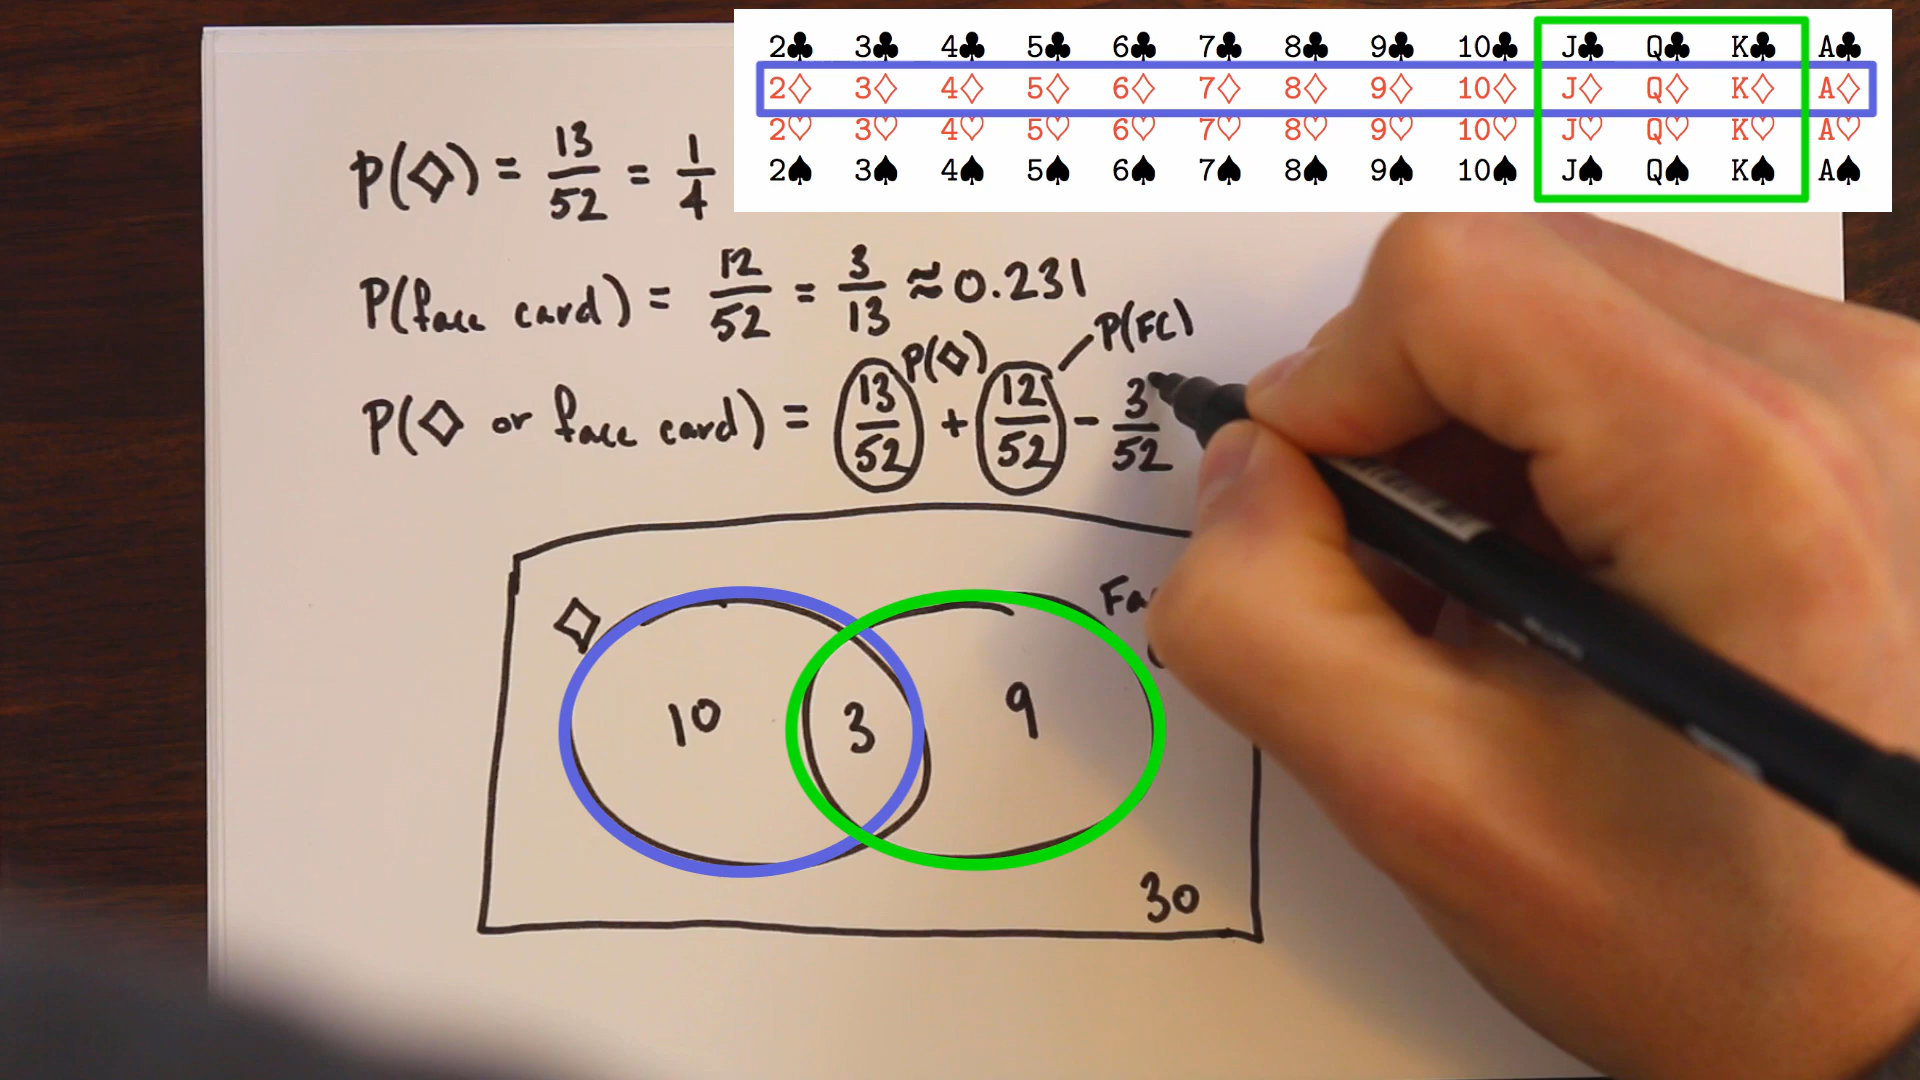 2♣ 3♣ 4♣ 5♣ 6♣ 7♣ 8♣ 9♣ 10♣ J♣ Q♣ K♣ A♣
2♢ 3♢ 4♢ 5♢ 6♢ 7♢ 8♢ 9♢ 10♢ J♢ Q♢ K♢ A♢
2♡ 3♡ 4♡ 5♡ 6♡ 7♡ 8♡ 9♡ 10♡ J♡ Q♡ K♡ A♡
2♠ 3♠ 4♠ 5♠ 6♠ 7♠ 8♠ 9♠ 10♠ J♠ Q♠ K♠ A♠
P(♢) = 13/52 = 1/4
P(face card) = 12/52 = 3/13 ≈ 0.231
P(♢) P(FC)
P(♢ or face card) = 13/52 + 12/52 - 3/52
♢
10 3 9
30